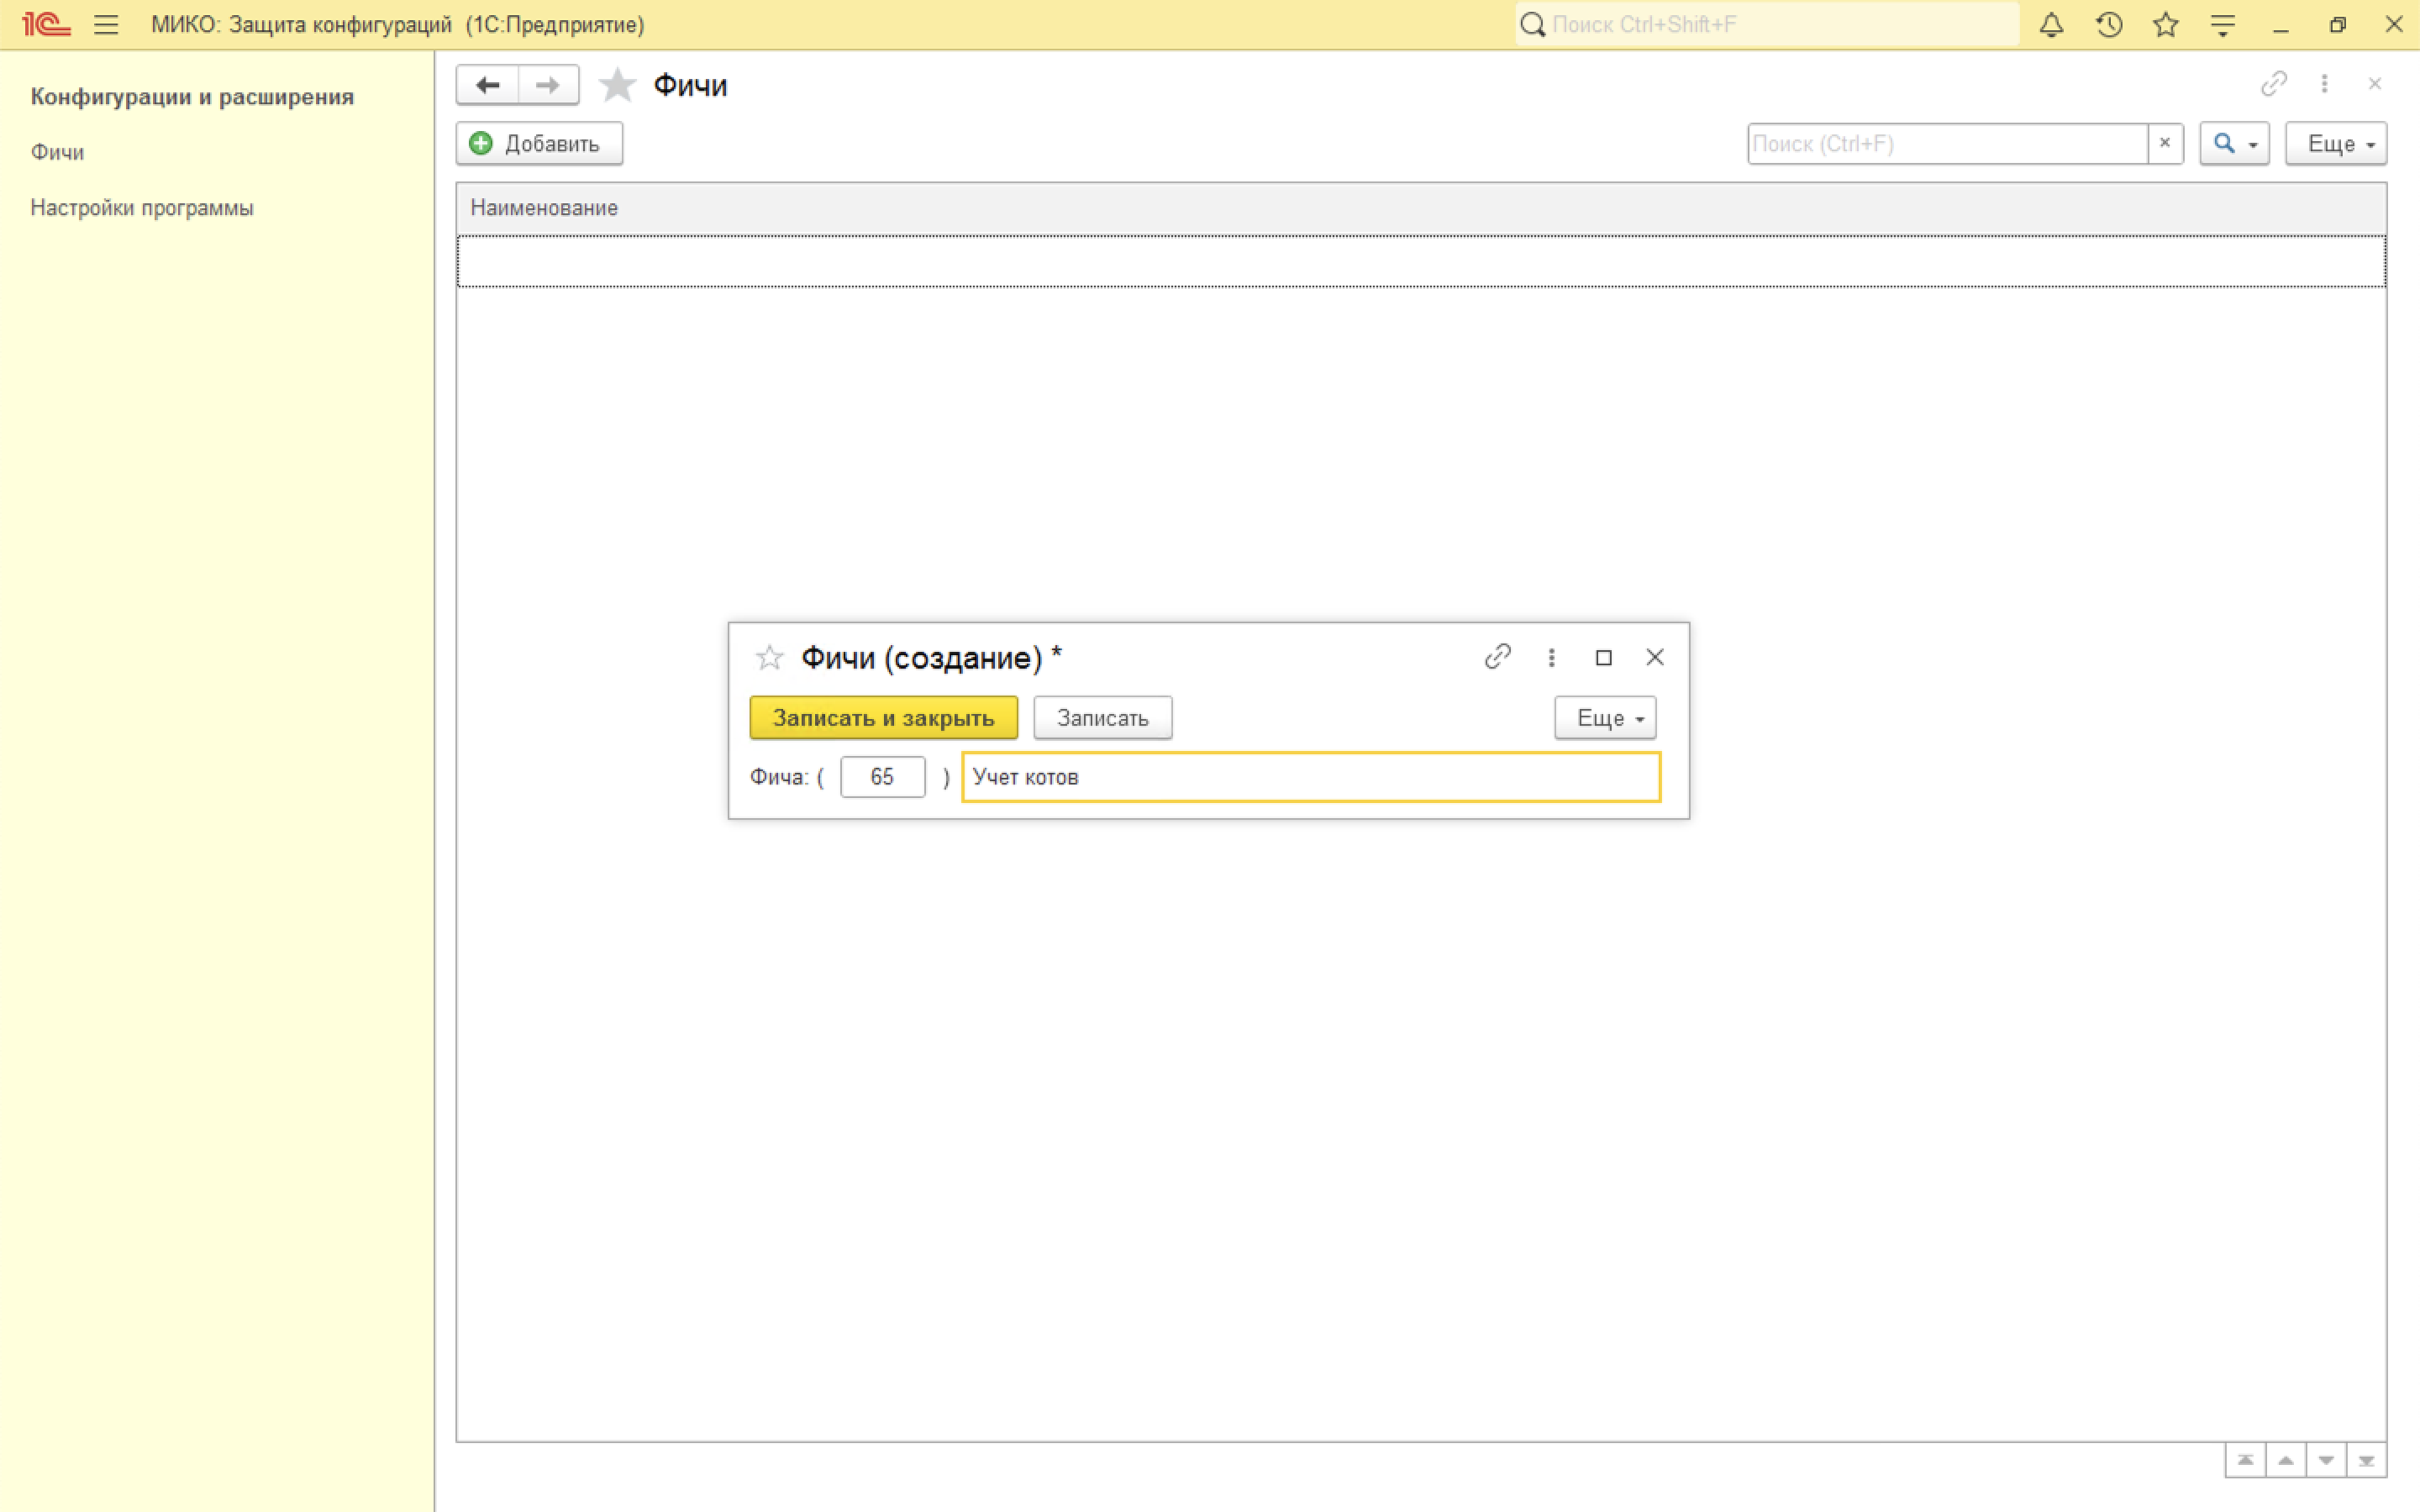 1С МИКО: Защита конфигураций (1С:Предприятие) Поиск Ctrl+Shift+F
Конфигурации и расширения
Фичи
Настройки программы
Фичи
Добавить Поиск (Ctrl+F) × Еще
Наименование
Фичи (создание) *
Записать и закрыть Записать Еще
Фича: ( 65 ) Учет котов